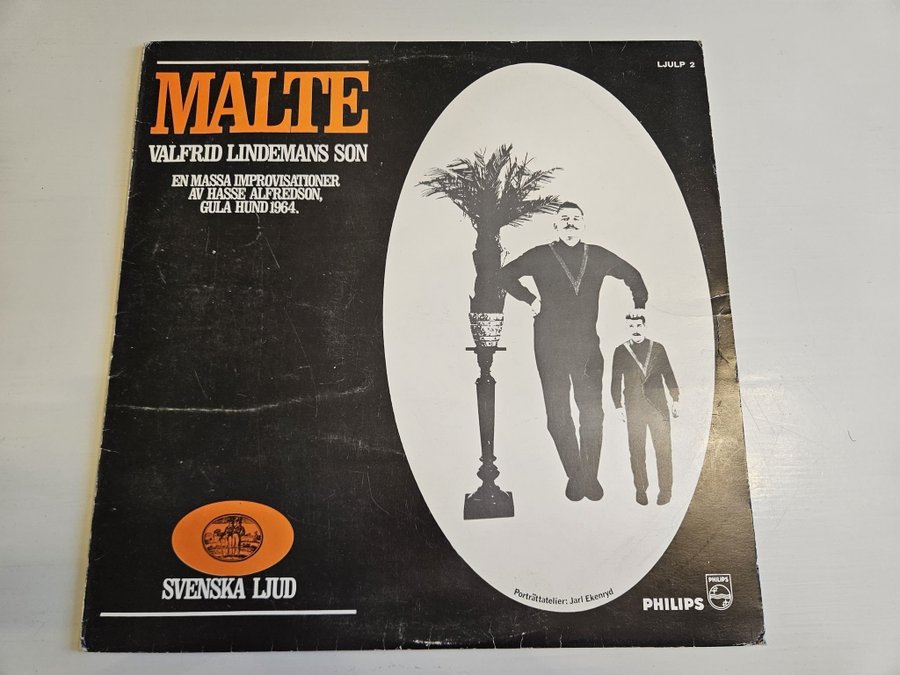 LJULP 2
MALTE
VALFRID LINDEMANS SON
EN MASSA IMPROVISATIONER
AV HASSE ALFREDSON,
GULA HUND 1964.
SVENSKA LJUD
Porträttatelier: Jarl Ekenryd
PHILIPS
PHILIPS